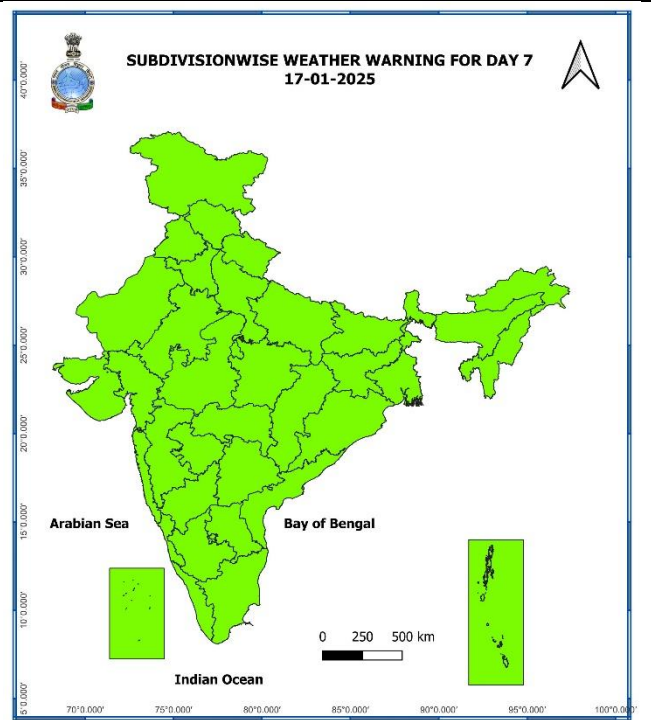 SUBDIVISIONWISE WEATHER WARNING FOR DAY 7
17-01-2025
40°0.000'
35°0.000'
30°0.000'
25°0.000'
20°0.000'
15°0.000'
10°0.000'
5°0.000'
Arabian Sea
Bay of Bengal
0 250 500 km
Indian Ocean
70°0.000' 75°0.000' 80°0.000' 85°0.000' 90°0.000' 95°0.000' 100°0.000'